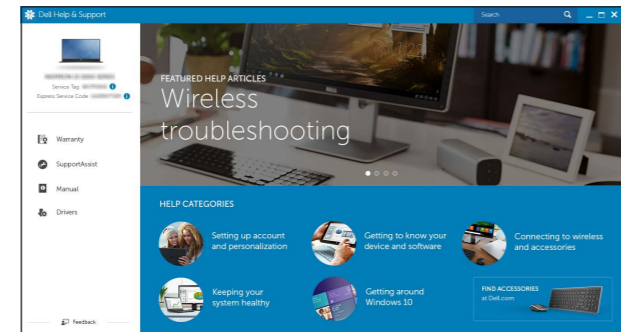 Dell Help & Support
Search
Service Tag:
Express Service Code:
Warranty
SupportAssist
Manual
Drivers
Feedback
FEATURED HELP ARTICLES
Wireless
troubleshooting
HELP CATEGORIES
Setting up account
and personalization
Getting to know your
device and software
Connecting to wireless
and accessories
Keeping your
system healthy
Getting around
Windows 10
FIND ACCESSORIES
at Dell.com